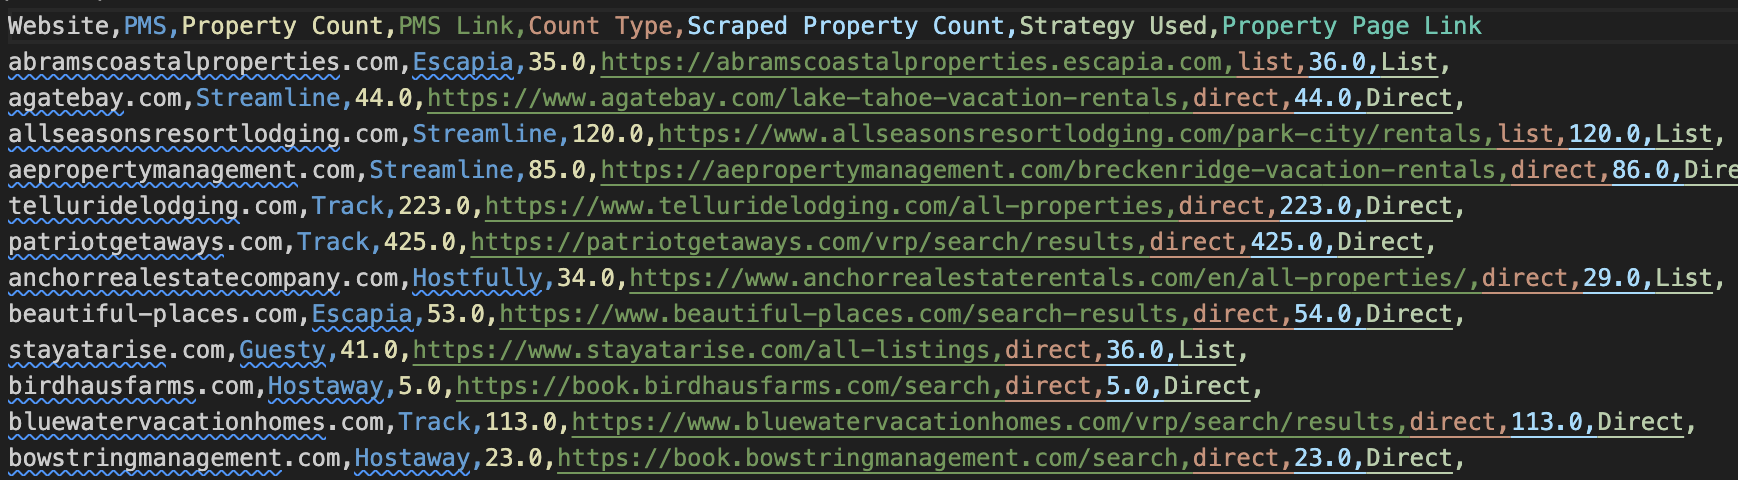 Website,PMS,Property Count,PMS Link,Count Type,Scraped Property Count,Strategy Used,Property Page Link
abramscoastalproperties.com,Escapia,35.0,https://abramscoastalproperties.escapia.com,list,36.0,List,
agatebay.com,Streamline,44.0,https://www.agatebay.com/lake-tahoe-vacation-rentals,direct,44.0,Direct,
allseasonsresortlodging.com,Streamline,120.0,https://www.allseasonsresortlodging.com/park-city/rentals,list,120.0,List,
aepropertymanagement.com,Streamline,85.0,https://aepropertymanagement.com/breckenridge-vacation-rentals,direct,86.0,Dire
telluridelodging.com,Track,223.0,https://www.telluridelodging.com/all-properties,direct,223.0,Direct,
patriotgetaways.com,Track,425.0,https://patriotgetaways.com/vrp/search/results,direct,425.0,Direct,
anchorrealestatecompany.com,Hostfully,34.0,https://www.anchorrealestaterentals.com/en/all-properties/,direct,29.0,List,
beautiful-places.com,Escapia,53.0,https://www.beautiful-places.com/search-results,direct,54.0,Direct,
stayatarise.com,Guesty,41.0,https://www.stayatarise.com/all-listings,direct,36.0,List,
birdhausfarms.com,Hostaway,5.0,https://book.birdhausfarms.com/search,direct,5.0,Direct,
bluewatervacationhomes.com,Track,113.0,https://www.bluewatervacationhomes.com/vrp/search/results,direct,113.0,Direct,
bowstringmanagement.com,Hostaway,23.0,https://book.bowstringmanagement.com/search,direct,23.0,Direct,